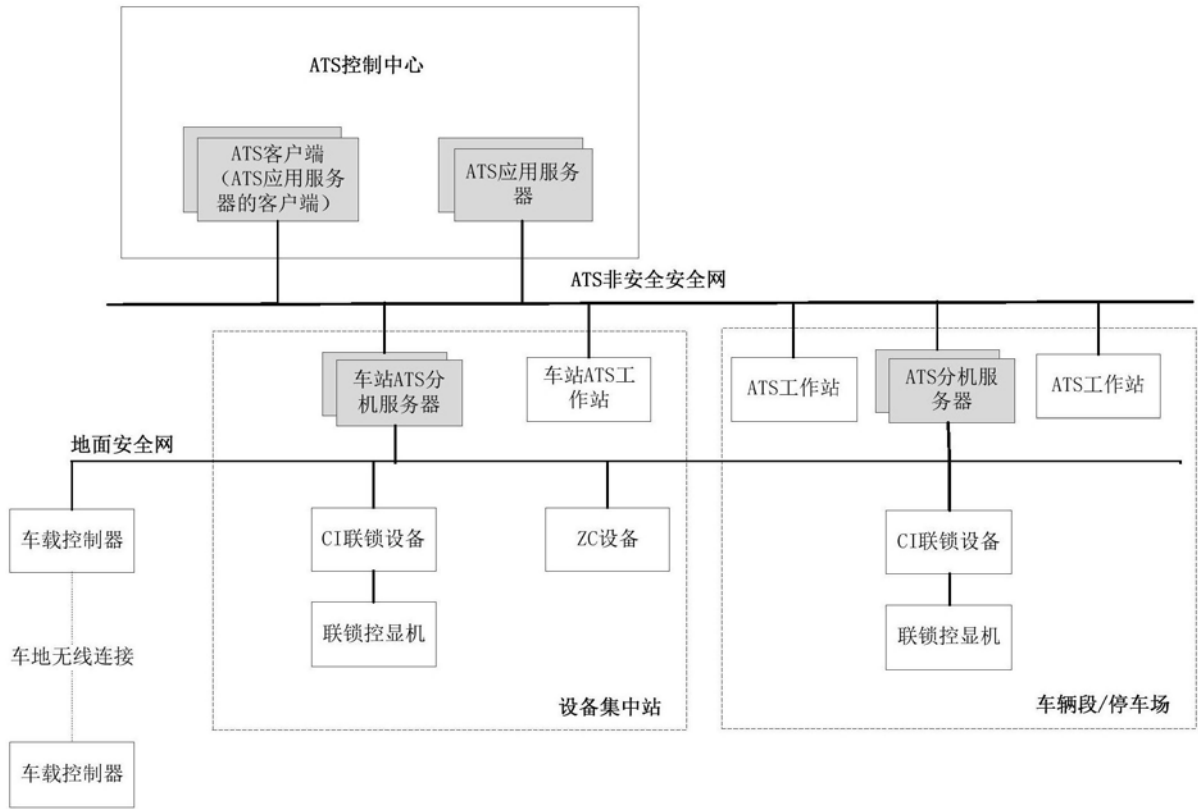 ATS控制中心
ATS客户端
（ATS应用服务
器的客户端）
ATS应用服务
器
ATS非安全安全网
车站ATS分
机服务器
车站ATS工
作站
ATS工作站
ATS分机服
务器
ATS工作站
地面安全网
车载控制器
CI联锁设备
ZC设备
CI联锁设备
联锁控显机
联锁控显机
车地无线连接
设备集中站
车辆段/停车场
车载控制器